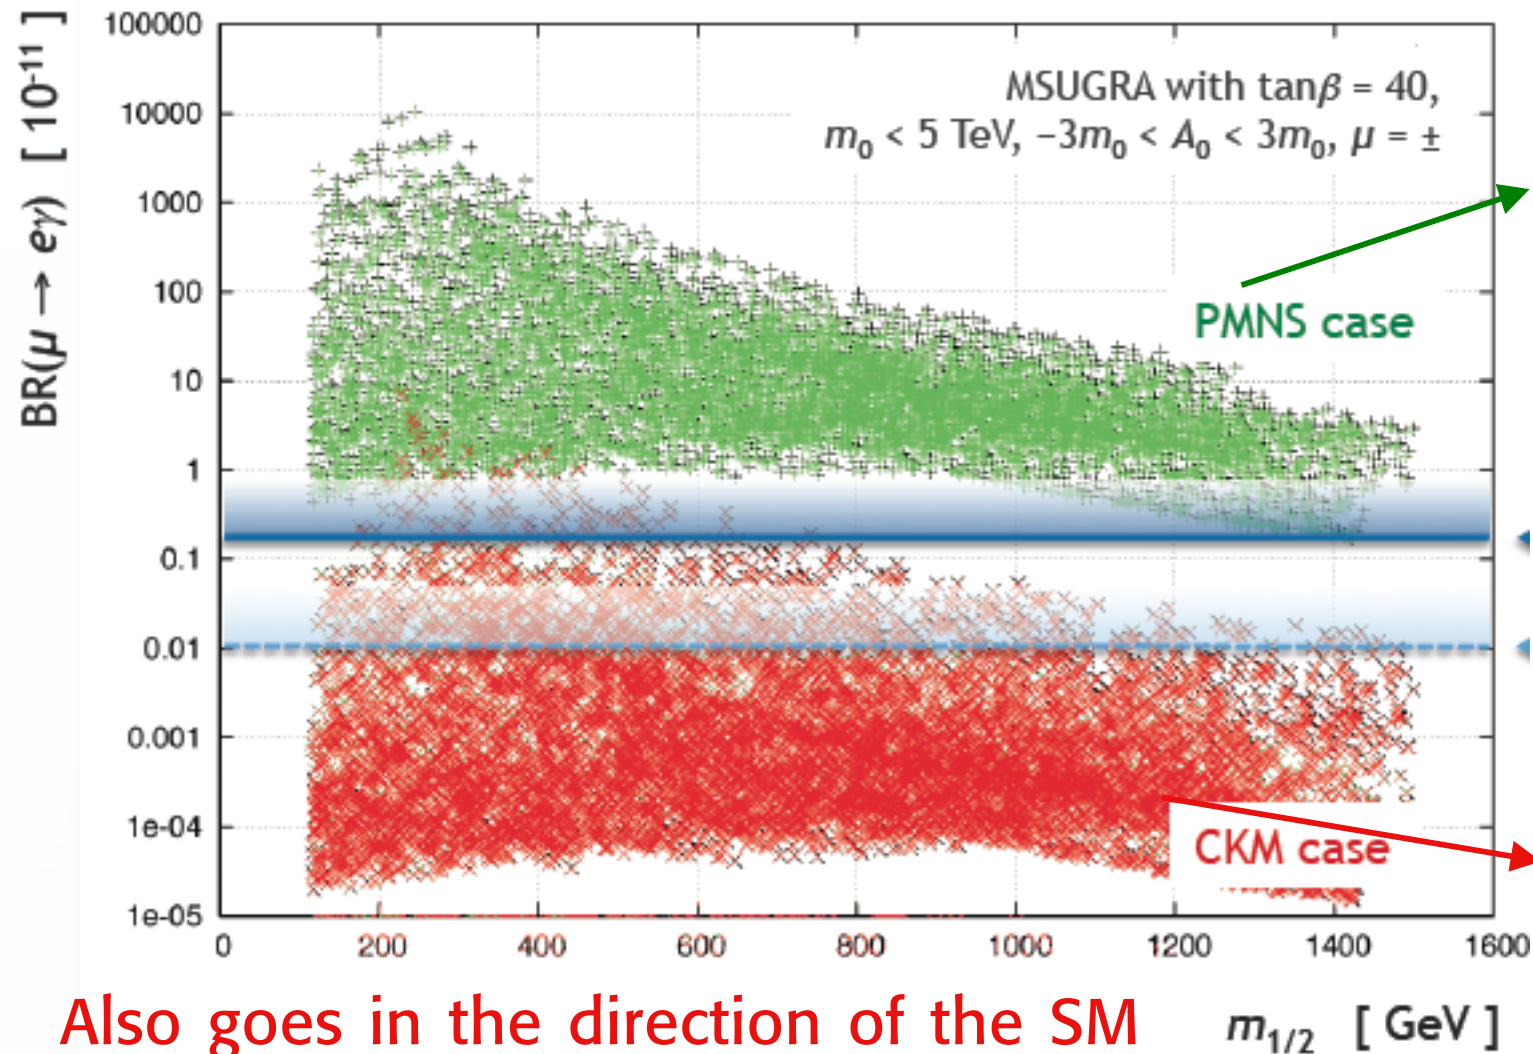 BR(μ → eγ) [ 10⁻¹¹ ]
100000
10000
1000
100
10
1
0.1
0.01
0.001
1e-04
1e-05
MSUGRA with tanβ = 40,
m₀ < 5 TeV, −3m₀ < A₀ < 3m₀, μ = ±
PMNS case
CKM case
0 200 400 600 800 1000 1200 1400 1600
Also goes in the direction of the SM
m₁/₂ [ GeV ]